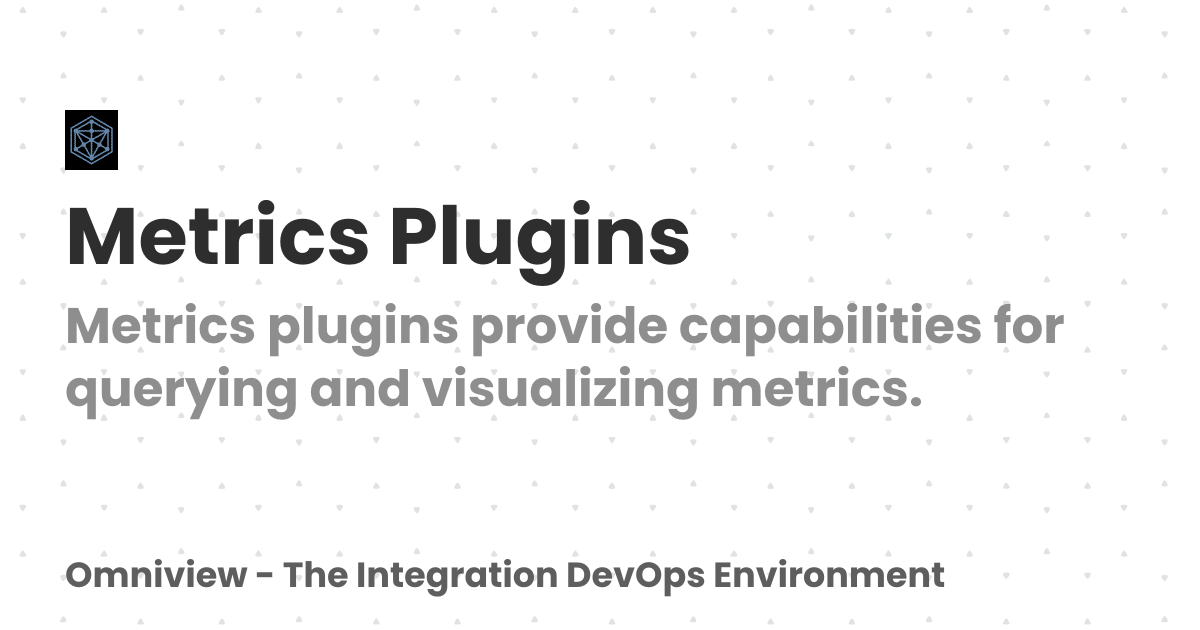 Metrics Plugins
Metrics plugins provide capabilities for
querying and visualizing metrics.
Omniview - The Integration DevOps Environment